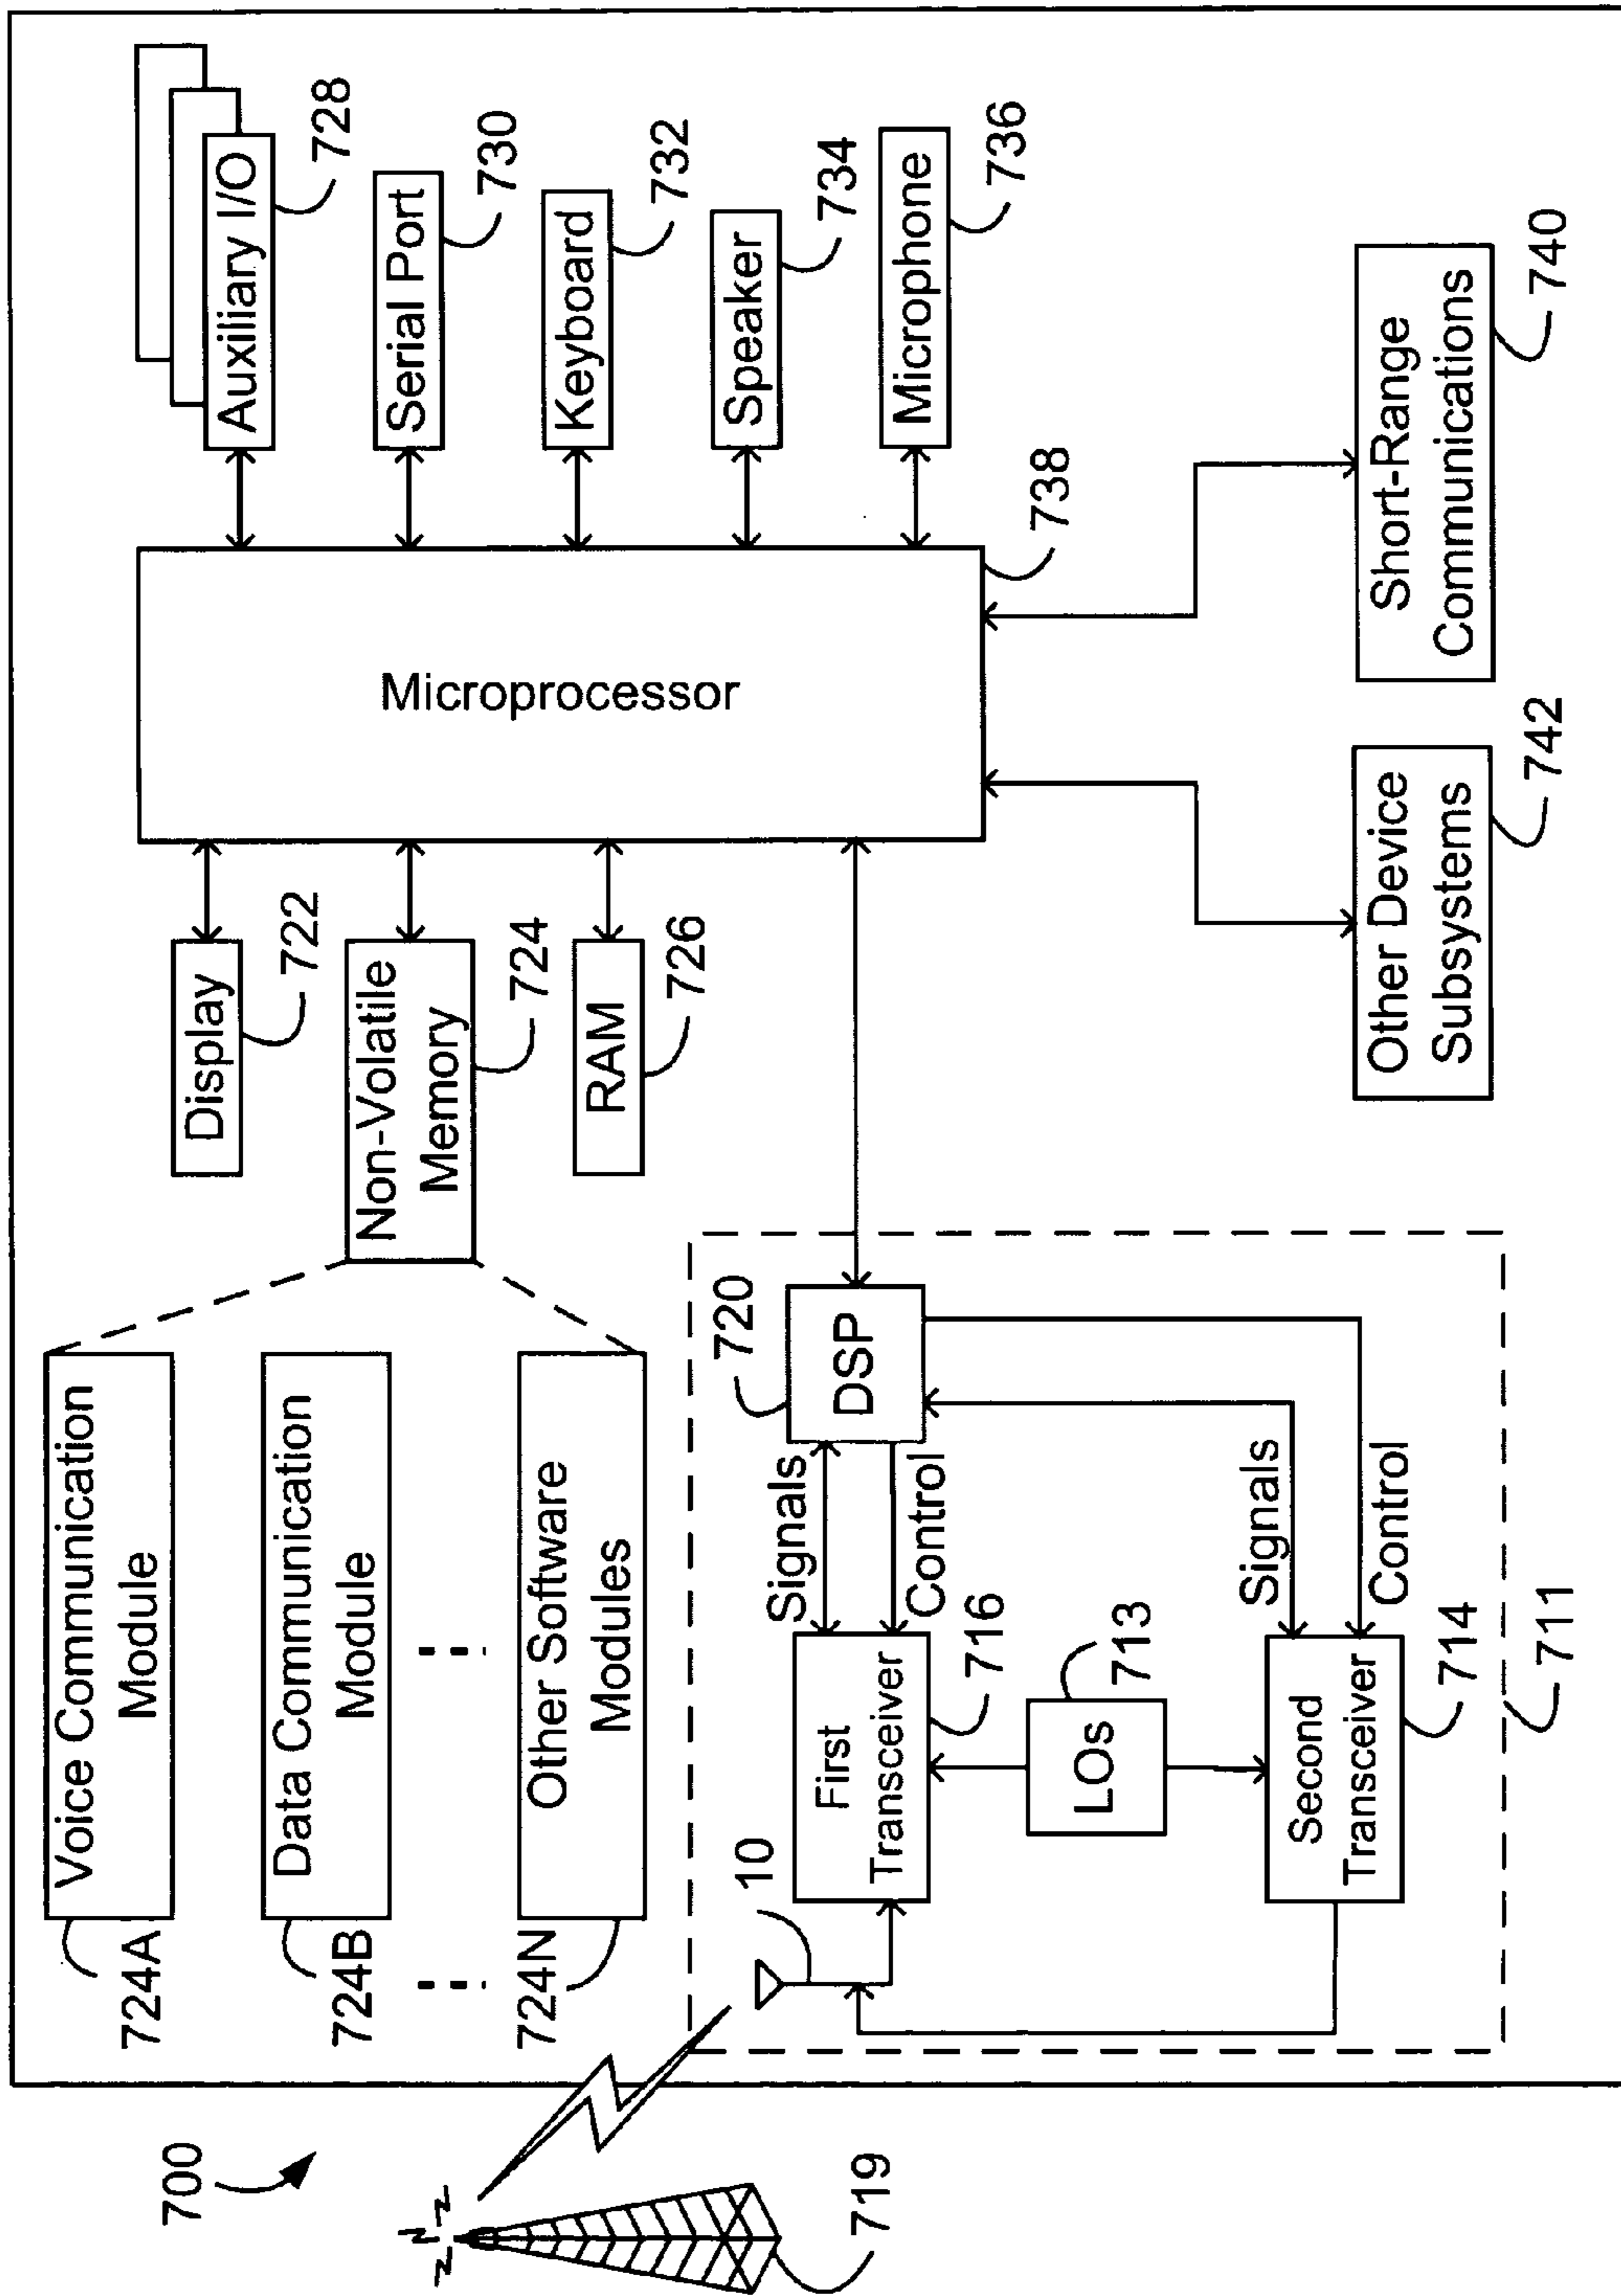 700
719
Voice Communication
Module
724A
Data Communication
Module
724B
Other Software
Modules
724N
Display
722
Non-Volatile
Memory
724
RAM
726
Microprocessor
738
Auxiliary I/O
728
Serial Port
730
Keyboard
732
Speaker
734
Microphone
736
Short-Range
Communications
740
Other Device
Subsystems
742
10
First
Transceiver
716
Signals
Control
DSP
720
LOs
713
Second
Transceiver
714
Signals
Control
711